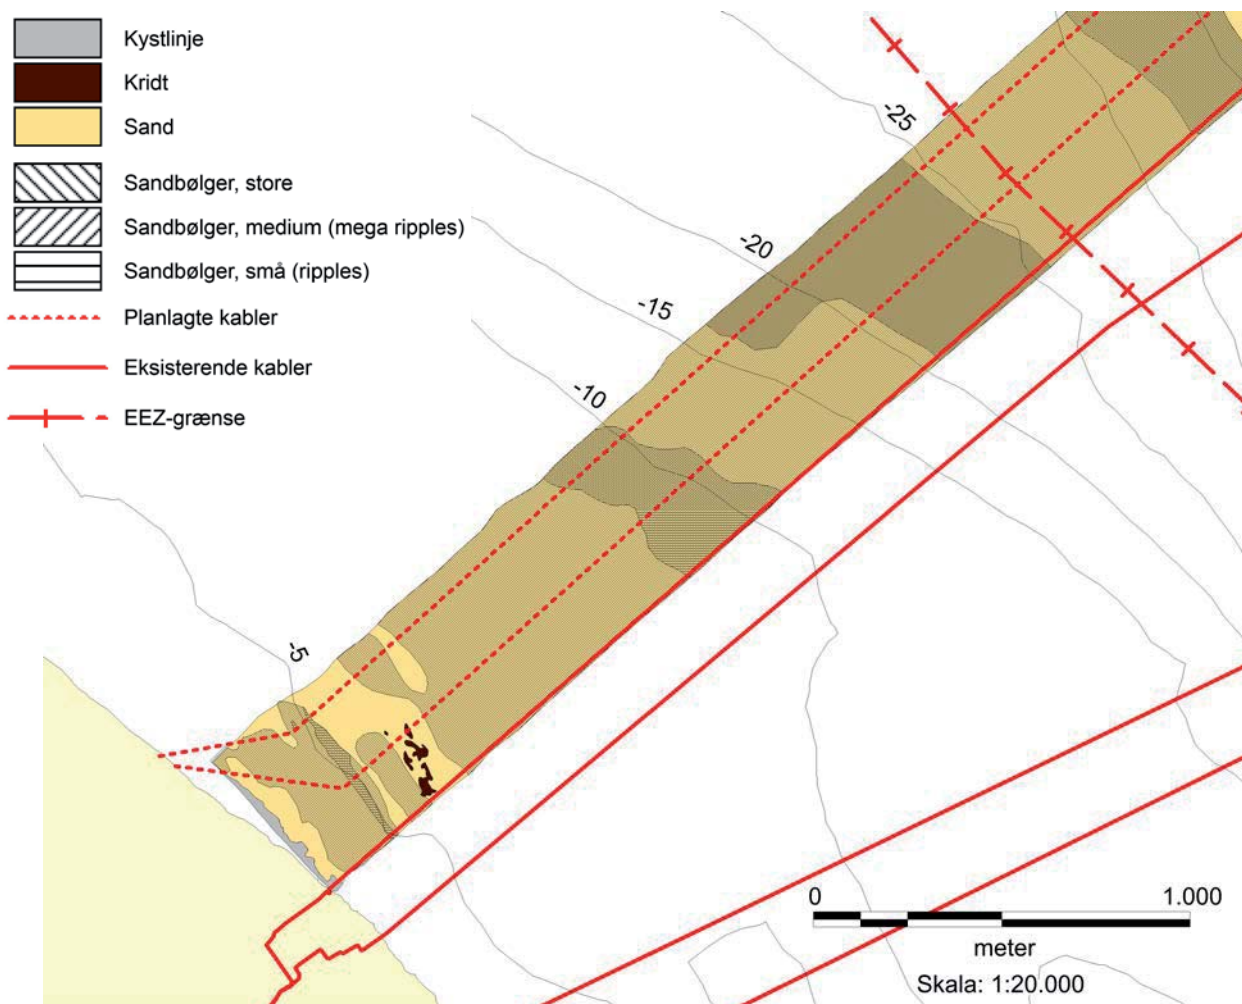 Kystlinje
Kridt
Sand
Sandbølger, store
Sandbølger, medium (mega ripples)
Sandbølger, små (ripples)
Planlagte kabler
Eksisterende kabler
EEZ-grænse
-25
-20
-15
-10
-5
0 1.000
meter
Skala: 1:20.000